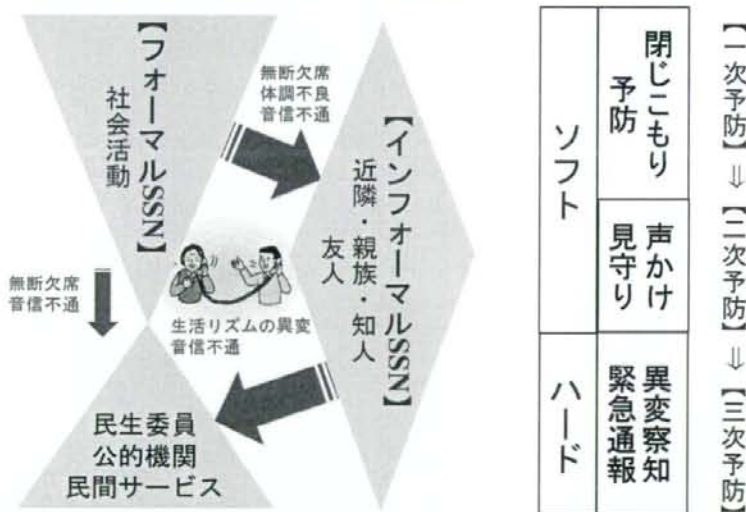 【フォーマルSSN】
社会活動
無断欠席
体調不良
音信不通
【インフォーマルSSN】
近隣・親族・知人
友人
無断欠席
音信不通
生活リズムの異変
音信不通
民生委員
公的機関
民間サービス
ソフト
閉じこもり
予防
声かけ
見守り
ハード
異変察知
緊急通報
【一次予防】
⇓
【二次予防】
⇓
【三次予防】